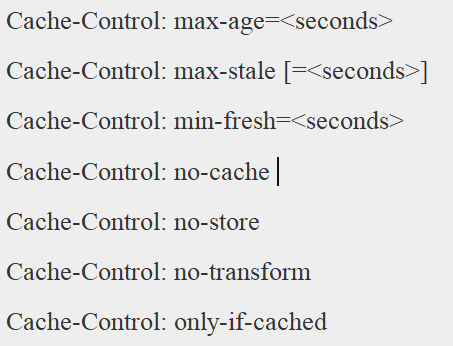 Cache-Control: max-age=<seconds>
Cache-Control: max-stale [=<seconds>]
Cache-Control: min-fresh=<seconds>
Cache-Control: no-cache
Cache-Control: no-store
Cache-Control: no-transform
Cache-Control: only-if-cached